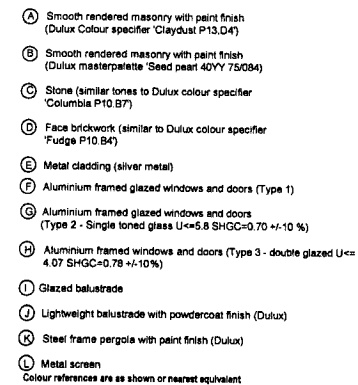 A Smooth rendered masonry with paint finish
(Dulux Colour specifier 'Claydust P13.D4')
B Smooth rendered masonry with paint finish
(Dulux masterpalette 'Seed pearl 40YY 75/084)
C Stone (similar tones to Dulux colour specifier
'Columbia P10.B7')
D Face brickwork (similar to Dulux colour specifier
'Fudge P10.B4')
E Metal cladding (silver metal)
F Aluminium framed glazed windows and doors (Type 1)
G Aluminium framed glazed windows and doors
(Type 2 - Single toned glass U<=5.8 SHGC=0.70 +/-10 %)
H Aluminium framed windows and doors (Type 3 - double glazed U<=
4.07 SHGC=0.78 +/-10%)
I Glazed balustrade
J Lightweight balustrade with powdercoat finish (Dulux)
K Steel frame pergola with paint finish (Dulux)
L Metal screen
Colour references are as shown or nearest equivalent